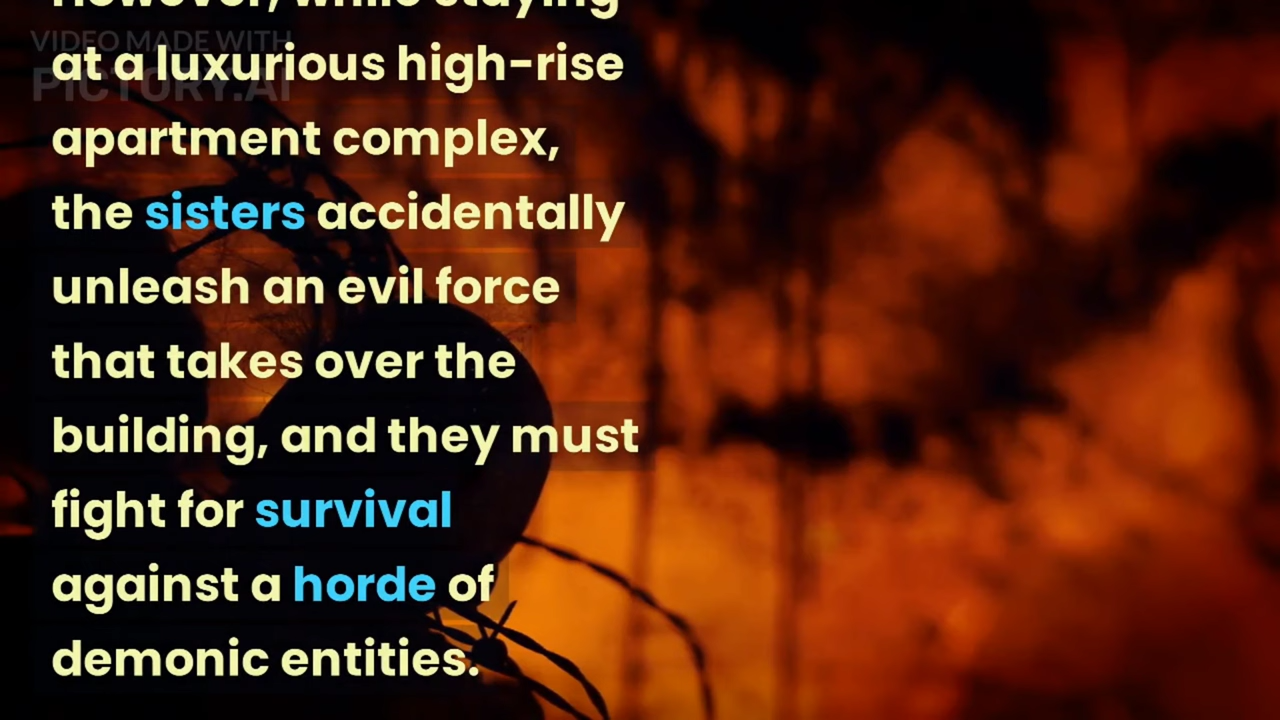 However, while staying
VIDEO MADE WITH
PICTORY.AI
at a luxurious high-rise
apartment complex,
the sisters accidentally
unleash an evil force
that takes over the
building, and they must
fight for survival
against a horde of
demonic entities.